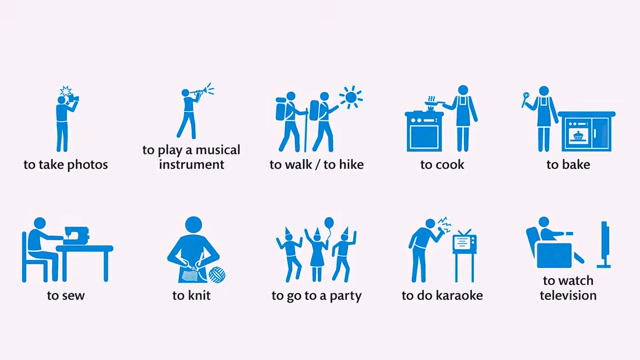 to take photos
to play a musical
instrument
to walk / to hike
to cook
to bake
to sew
to knit
to go to a party
to do karaoke
to watch
television